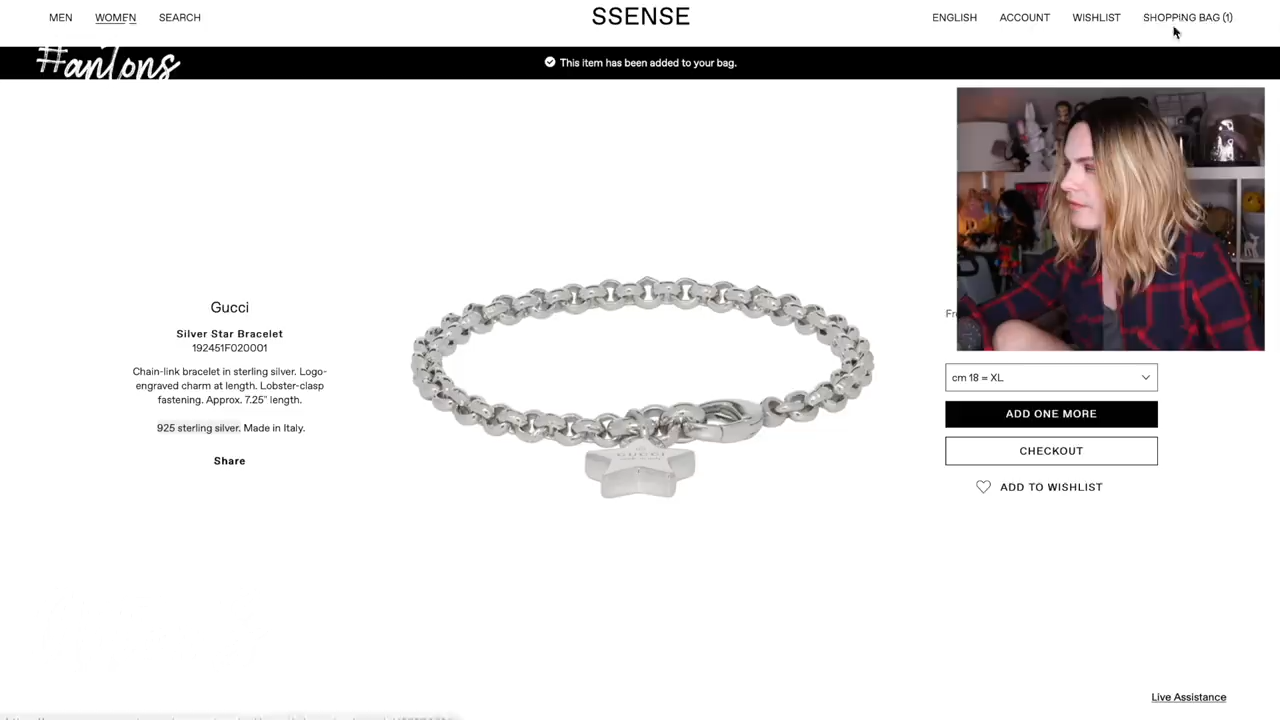 MEN
WOMEN
SEARCH
SSENSE
ENGLISH
ACCOUNT
WISHLIST
SHOPPING BAG (1)
#antons
This item has been added to your bag.
Gucci
Silver Star Bracelet
192451F020001
Chain-link bracelet in sterling silver. Logo-
engraved charm at length. Lobster-clasp
fastening. Approx. 7.25" length.
925 sterling silver. Made in Italy.
Share
GUCCI
cm 18 = XL
ADD ONE MORE
CHECKOUT
ADD TO WISHLIST
Live Assistance